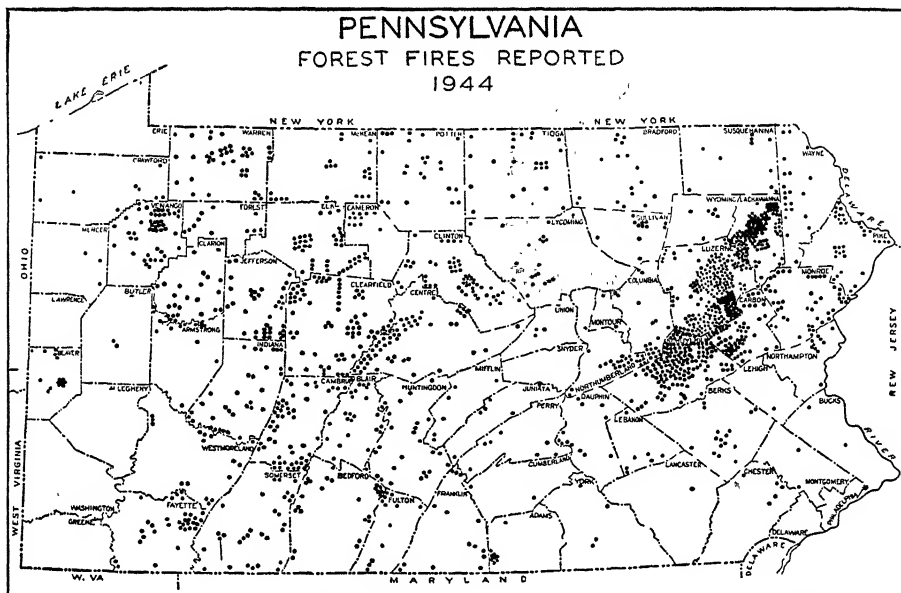 PENNSYLVANIA
FOREST FIRES REPORTED
1944
LAKE ERIE
NEW YORK
NEW YORK
ERIE
WARREN
McKEAN
POTTER
TIOGA
BRADFORD
SUSQUEHANNA
WAYNE
CRAWFORD
DELAWARE
WYOMING
LACKAWANNA
VENANGO
FOREST
ELK
CAMERON
SULLIVAN
LYCOMING
MERCER
CLARION
CLINTON
PIKE
LUZERNE
OHIO
JEFFERSON
CLEARFIELD
CENTRE
COLUMBIA
MONROE
BUTLER
LAWRENCE
CARBON
UNION
MONTOUR
ARMSTRONG
INDIANA
SNYDER
BEAVER
NORTHAMPTON
LEHIGH
NEW JERSEY
ALLEGHENY
CAMBRIA
BLAIR
HUNTINGDON
MIFFLIN
JUNIATA
NORTHUMBERLAND
DAUPHIN
BERKS
BUCKS
PERRY
LEBANON
WESTMORELAND
RIVER
WEST VIRGINIA
SOMERSET
BEDFORD
FULTON
FRANKLIN
CUMBERLAND
YORK
LANCASTER
CHESTER
MONTGOMERY
WASHINGTON
FAYETTE
GREENE
ADAMS
PHILADELPHIA
DELAWARE
DELAWARE
W. VA
MARYLAND